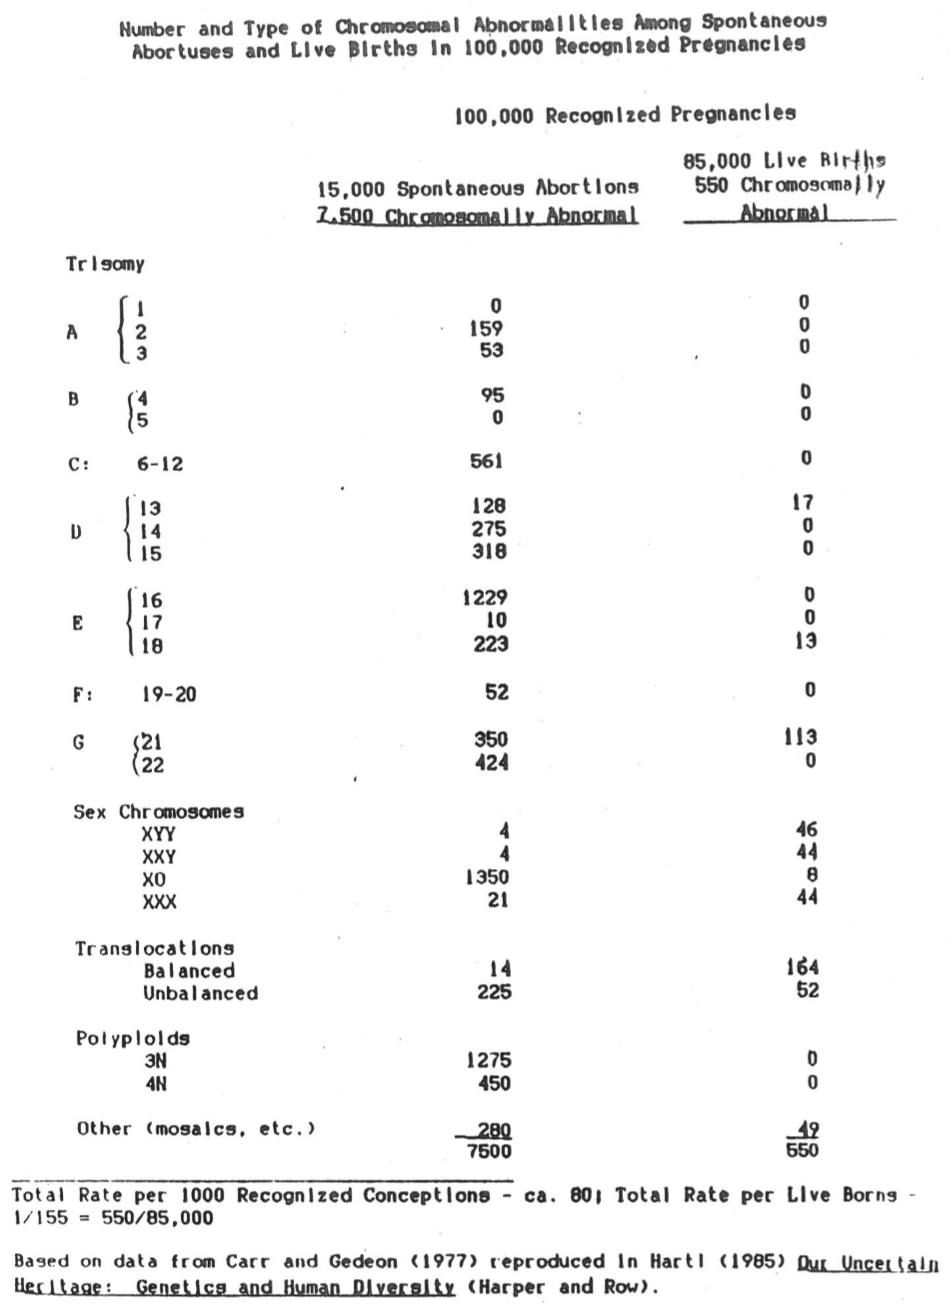 Number and Type of Chromosomal Abnormalities Among Spontaneous
Abortuses and Live Births in 100,000 Recognized Pregnancies
100,000 Recognized Pregnancies
85,000 Live Births
15,000 Spontaneous Abortions 550 Chromosomally
7,500 Chromosomally Abnormal Abnormal
Trisomy
1 0 0
A 2 159 0
3 53 0
B 4 95 0
5 0 0
C: 6-12 561 0
13 128 17
D 14 275 0
15 318 0
16 1229 0
E 17 10 0
18 223 13
F: 19-20 52 0
G 21 350 113
22 424 0
Sex Chromosomes
XYY 4 46
XXY 4 44
XO 1350 8
XXX 21 44
Translocations
Balanced 14 164
Unbalanced 225 52
Polyploids
3N 1275 0
4N 450 0
Other (mosaics, etc.) 280 49
7500 550
Total Rate per 1000 Recognized Conceptions - ca. 80; Total Rate per Live Borns -
1/155 = 550/85,000
Based on data from Carr and Gedeon (1977) reproduced in Hartl (1985) Our Uncertain
Heritage: Genetics and Human Diversity (Harper and Row).